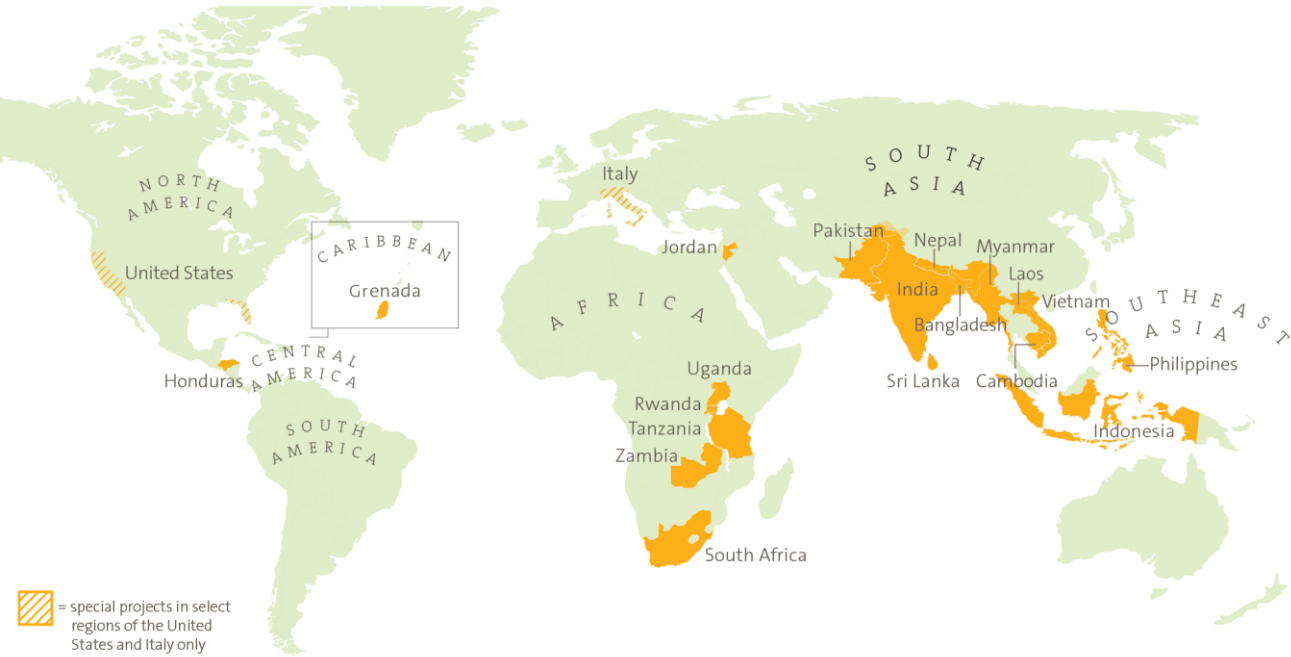 NORTH
AMERICA
United States
CARIBBEAN
Grenada
Honduras
CENTRAL
AMERICA
SOUTH
AMERICA
Italy
Jordan
AFRICA
Uganda
Rwanda
Tanzania
Zambia
South Africa
SOUTH
ASIA
Pakistan
Nepal
Myanmar
Laos
India
Vietnam
Bangladesh
Sri Lanka
Cambodia
SOUTHEAST
ASIA
Philippines
Indonesia
= special projects in select
regions of the United
States and Italy only